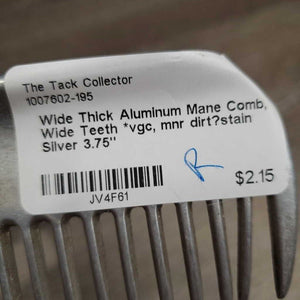 The Tack Collector
1007602-195
Wide Thick Aluminum Mane Comb,
Wide Teeth *vgc, mnr dirt?stain
Silver 3.75"
R
$2.15
JV4F61